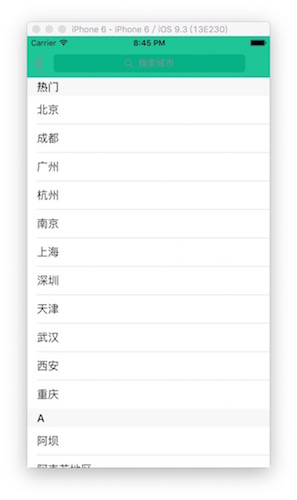 iPhone 6 - iPhone 6 / iOS 9.3 (13E230)
Carrier 8:45 PM
搜索城市
热门
北京
成都
广州
杭州
南京
上海
深圳
天津
武汉
西安
重庆
A
阿坝